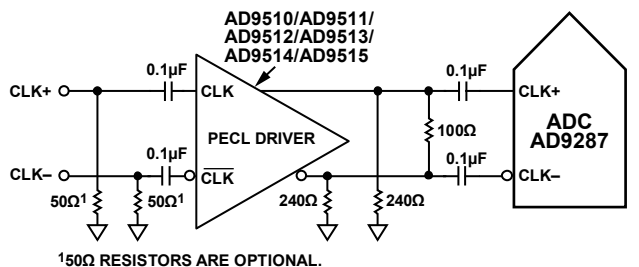 AD9510/AD9511/
AD9512/AD9513/
AD9514/AD9515
0.1µF
0.1µF
CLK+
CLK
CLK+
PECL DRIVER
100Ω
ADC
AD9287
0.1µF
0.1µF
CLK–
CLK
CLK–
50Ω1
50Ω1
240Ω
240Ω
150Ω RESISTORS ARE OPTIONAL.